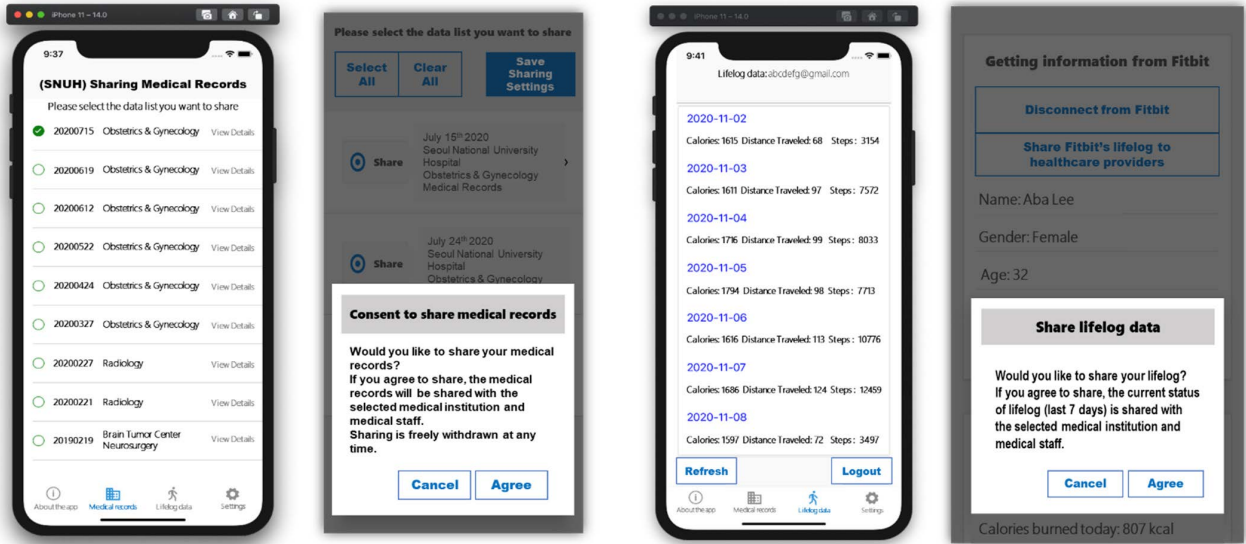 iPhone 11 – 14.0
9:37
(SNUH) Sharing Medical Records
Please select the data list you want to share
20200715 Obstetrics & Gynecology View Details
20200619 Obstetrics & Gynecology View Details
20200612 Obstetrics & Gynecology View Details
20200522 Obstetrics & Gynecology View Details
20200424 Obstetrics & Gynecology View Details
20200327 Obstetrics & Gynecology View Details
20200227 Radiology View Details
20200221 Radiology View Details
20190219 Brain Tumor Center View Details
Neurosurgery
About the app Medical records Lifelog data Settings
Please select the data list you want to share
Select All
Clear All
Save Sharing Settings
Share
July 15th 2020
Seoul National University
Hospital
Obstetrics & Gynecology
Medical Records
Share
July 24th 2020
Seoul National University
Hospital
Obstetrics & Gynecology
Consent to share medical records
Would you like to share your medical
records?
If you agree to share, the medical
records will be shared with the
selected medical institution and
medical staff.
Sharing is freely withdrawn at any
time.
Cancel Agree
iPhone 11 – 14.0
9:41
Lifelog data: abcdefg@gmail.com
2020-11-02
Calories: 1615 Distance Traveled: 68 Steps: 3154
2020-11-03
Calories: 1611 Distance Traveled: 97 Steps: 7572
2020-11-04
Calories: 1716 Distance Traveled: 99 Steps: 8033
2020-11-05
Calories: 1794 Distance Traveled: 98 Steps: 7713
2020-11-06
Calories: 1616 Distance Traveled: 113 Steps: 10776
2020-11-07
Calories: 1686 Distance Traveled: 124 Steps: 12459
2020-11-08
Calories: 1597 Distance Traveled: 72 Steps: 3497
Refresh Logout
About the app Medical records Lifelog data Settings
Getting information from Fitbit
Disconnect from Fitbit
Share Fitbit's lifelog to
healthcare providers
Name: Aba Lee
Gender: Female
Age: 32
Share lifelog data
Would you like to share your lifelog?
If you agree to share, the current status
of lifelog (last 7 days) is shared with
the selected medical institution and
medical staff.
Cancel Agree
Calories burned today: 807 kcal